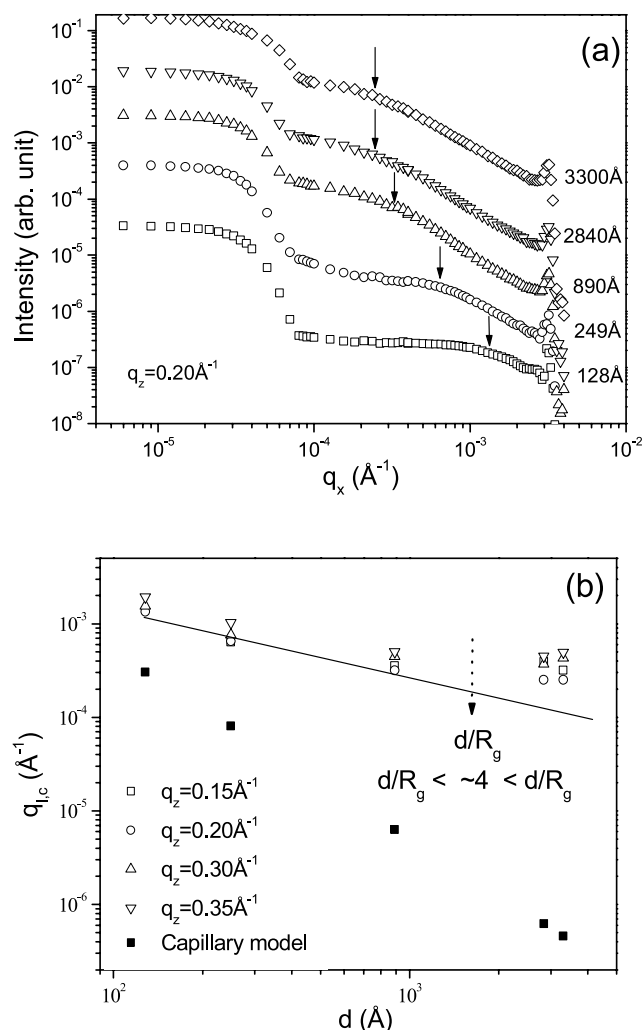 (a)
10⁻¹
10⁻²
10⁻³
10⁻⁴
10⁻⁵
10⁻⁶
10⁻⁷
10⁻⁸
Intensity (arb. unit)
3300Å
2840Å
890Å
249Å
128Å
q_z=0.20Å⁻¹
10⁻⁵ 10⁻⁴ 10⁻³ 10⁻²
q_x (Å⁻¹)
(b)
10⁻³
10⁻⁴
10⁻⁵
10⁻⁶
q_l,c (Å⁻¹)
d/R_g
d/R_g < ~4 < d/R_g
q_z=0.15Å⁻¹
q_z=0.20Å⁻¹
q_z=0.30Å⁻¹
q_z=0.35Å⁻¹
Capillary model
10² 10³
d (Å)